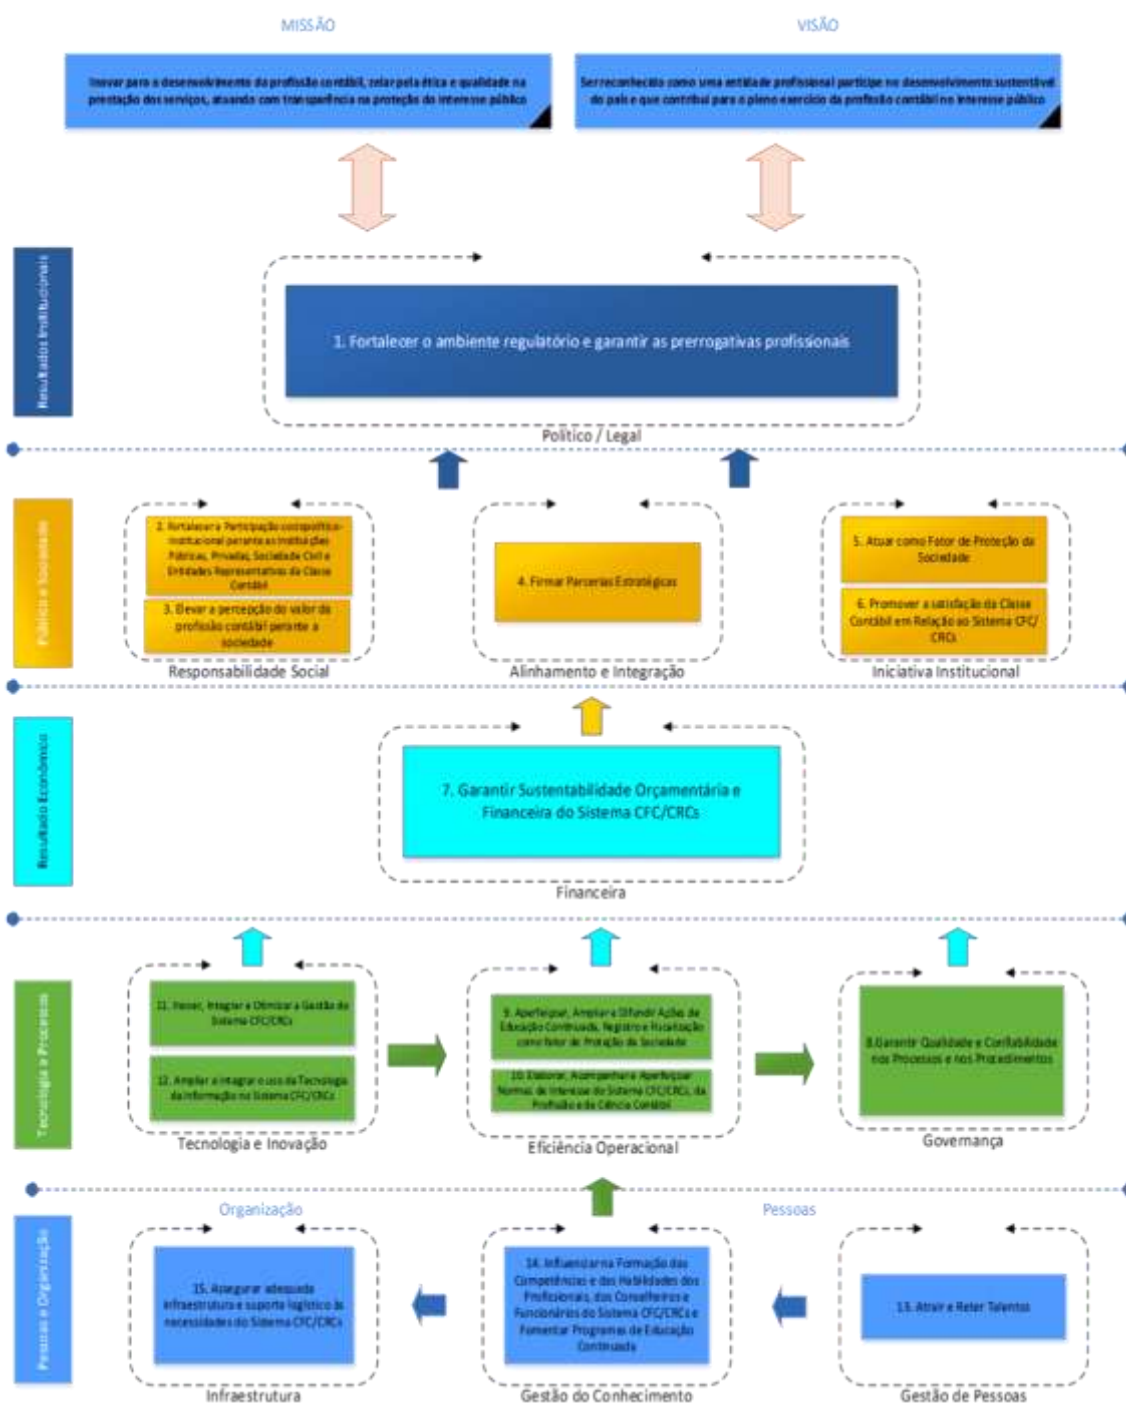 MISSÃO
VISÃO
Inovar para o desenvolvimento da profissão contábil, zelar pela ética e qualidade na
prestação dos serviços, atuando com transparência na proteção do interesse público
Ser reconhecido como uma entidade profissional partícipe no desenvolvimento sustentável
do país e que contribui para o pleno exercício da profissão contábil no interesse público
Resultados Institucionais
1. Fortalecer o ambiente regulatório e garantir as prerrogativas profissionais
Político / Legal
Público e Sociedade
2. Fortalecer a Participação sociopolítico-
institucional perante as Instituições
Públicas, Privadas, Sociedade Civil e
Entidades Representativas da Classe
Contábil
3. Elevar a percepção do valor da
profissão contábil perante a
sociedade
Responsabilidade Social
4. Firmar Parcerias Estratégicas
Alinhamento e Integração
5. Atuar como Fator de Proteção da
Sociedade
6. Promover a satisfação da Classe
Contábil em Relação ao Sistema CFC/
CRCs
Iniciativa Institucional
Resultado Econômico
7. Garantir Sustentabilidade Orçamentária e
Financeira do Sistema CFC/CRCs
Financeira
Tecnologia e Processos
11. Inovar, Integrar e Otimizar a Gestão do
Sistema CFC/CRCs
12. Ampliar e integrar o uso da Tecnologia
da Informação no Sistema CFC/CRCs
Tecnologia e Inovação
9. Aperfeiçoar, Ampliar e Difundir Ações de
Educação Continuada, Registro e Fiscalização
como fator de Proteção da Sociedade
10. Elaborar, Acompanhar e Aperfeiçoar
Normas de Interesse do Sistema CFC/CRCs, da
Profissão e da Ciência Contábil
Eficiência Operacional
8.Garantir Qualidade e Confiabilidade
nos Processos e nos Procedimentos
Governança
Pessoas e Organização
Organização
Pessoas
15. Assegurar adequada
infraestrutura e suporte logístico às
necessidades do Sistema CFC/CRCs
Infraestrutura
14. Influenciar na Formação das
Competências e das Habilidades dos
Profissionais, dos Conselheiros e
Funcionários do Sistema CFC/CRCs e
Fomentar Programas de Educação
Continuada
Gestão do Conhecimento
13. Atrair e Reter Talentos
Gestão de Pessoas